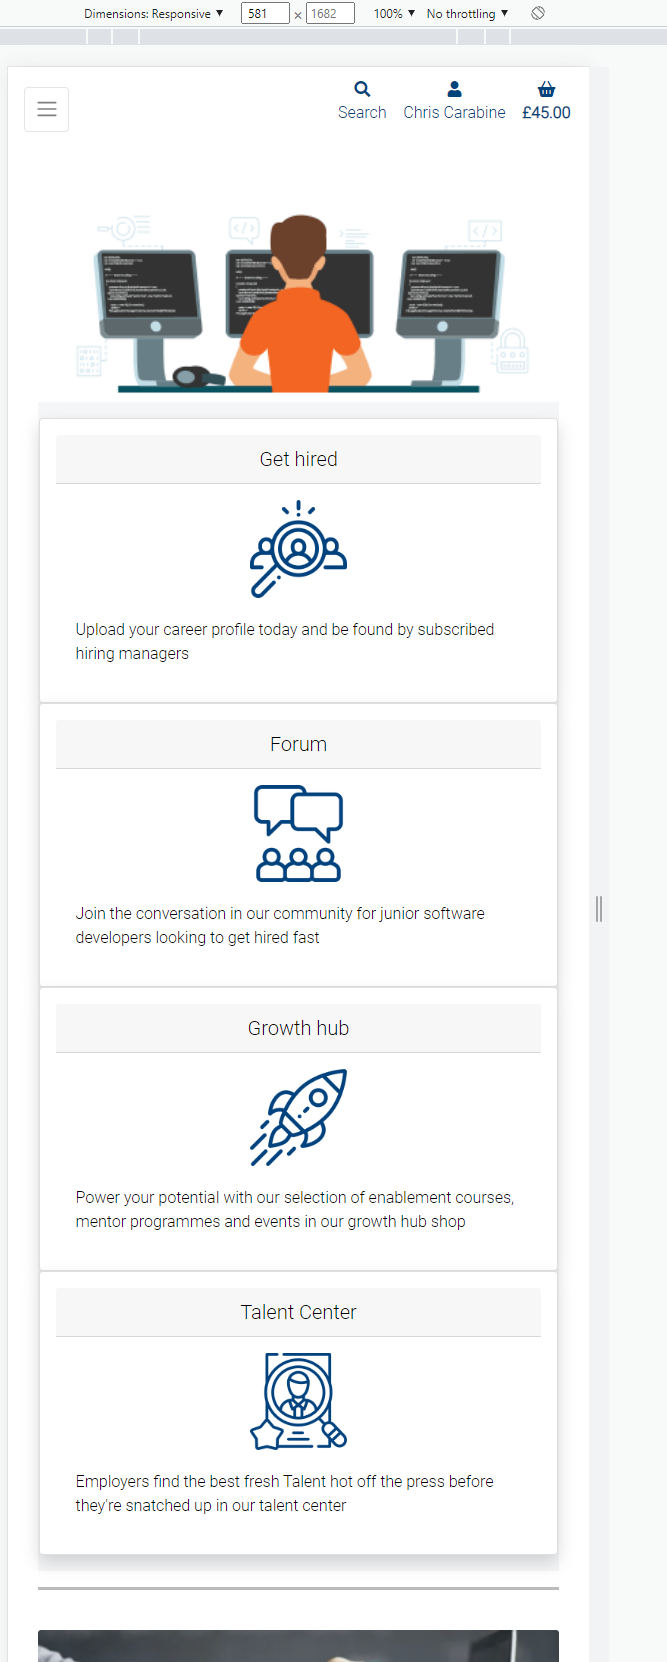 Dimensions: Responsive ▼ 581 × 1682 100% ▼ No throttling ▼
Search Chris Carabine £45.00
Get hired
Upload your career profile today and be found by subscribed
hiring managers
Forum
Join the conversation in our community for junior software
developers looking to get hired fast
Growth hub
Power your potential with our selection of enablement courses,
mentor programmes and events in our growth hub shop
Talent Center
Employers find the best fresh Talent hot off the press before
they're snatched up in our talent center